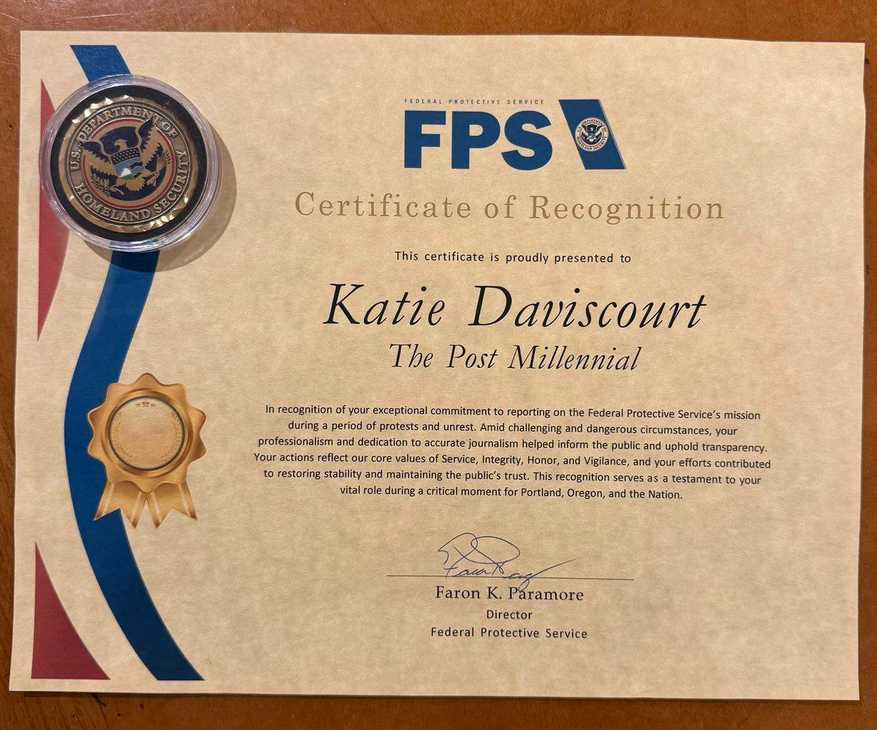 U.S. DEPARTMENT OF
HOMELAND SECURITY
FEDERAL PROTECTIVE SERVICE
FPS
Certificate of Recognition
This certificate is proudly presented to
Katie Daviscourt
The Post Millennial
In recognition of your exceptional commitment to reporting on the Federal Protective Service's mission
during a period of protests and unrest. Amid challenging and dangerous circumstances, your
professionalism and dedication to accurate journalism helped inform the public and uphold transparency.
Your actions reflect our core values of Service, Integrity, Honor, and Vigilance, and your efforts contributed
to restoring stability and maintaining the public's trust. This recognition serves as a testament to your
vital role during a critical moment for Portland, Oregon, and the Nation.
Faron K. Paramore
Director
Federal Protective Service